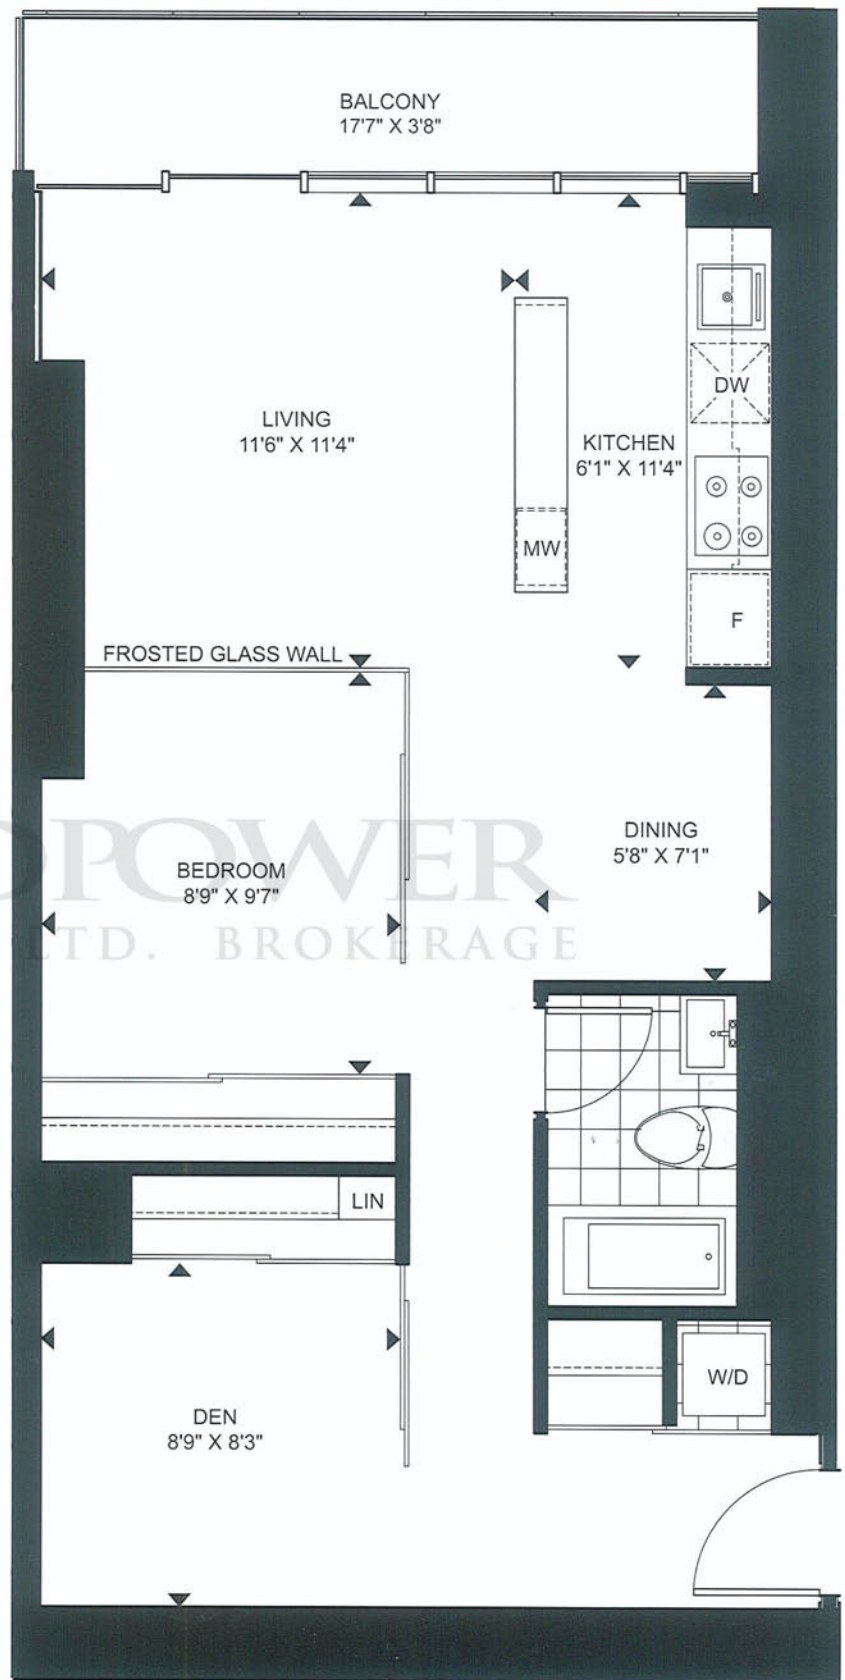 BALCONY
17'7" X 3'8"
LIVING
11'6" X 11'4"
KITCHEN
6'1" X 11'4"
DW
MW
F
FROSTED GLASS WALL
DINING
5'8" X 7'1"
BEDROOM
8'9" X 9'7"
POWER
LTD. BROKERAGE
LIN
W/D
DEN
8'9" X 8'3"